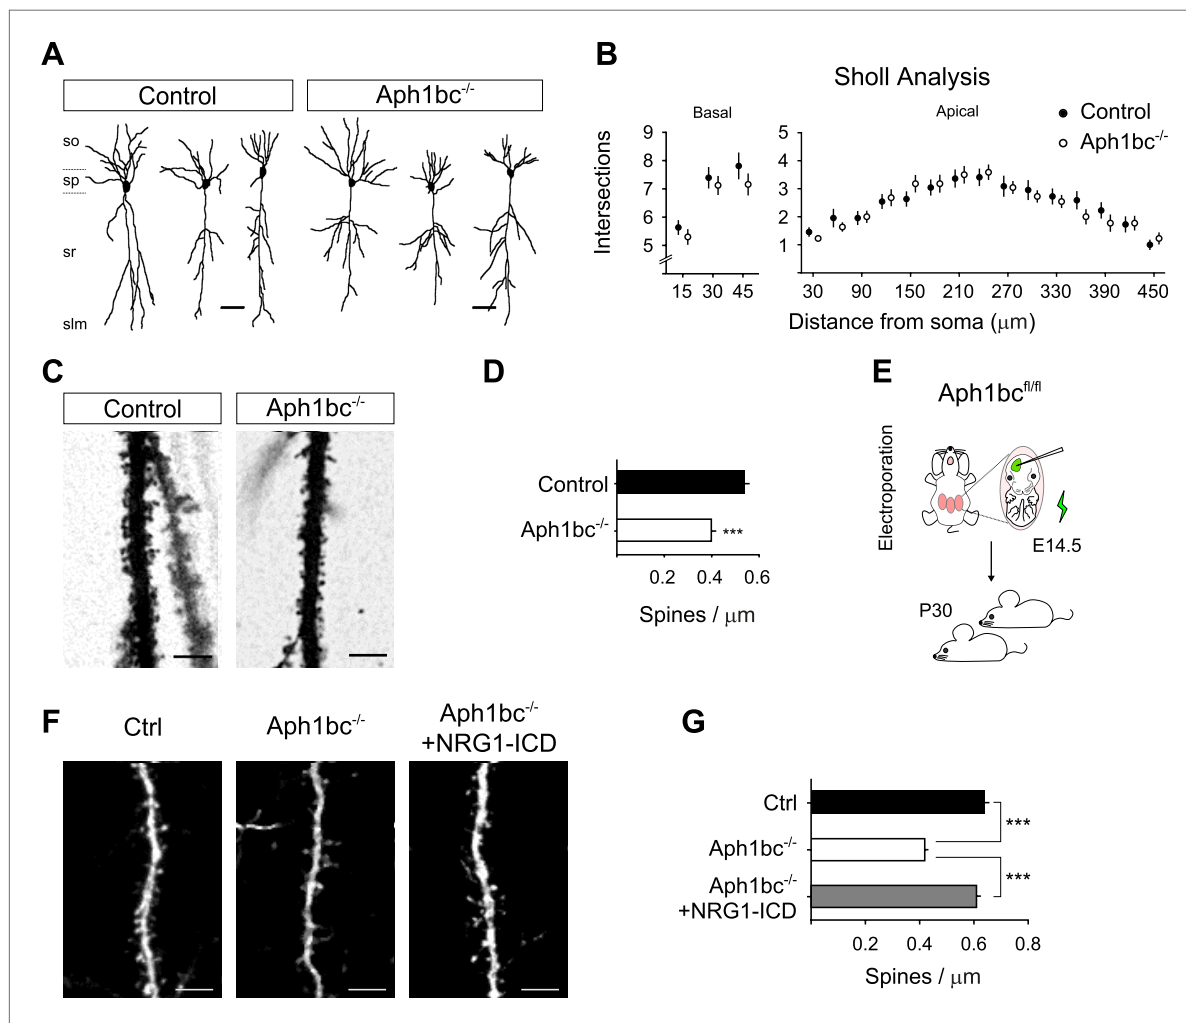 A
Control
Aph1bc-/-
so
sp
sr
slm
B
Sholl Analysis
Basal
Apical
Control
Aph1bc-/-
Intersections
9
8
7
6
5
15 30 45
5
4
3
2
1
30 90 150 210 270 330 390 450
Distance from soma (μm)
C
Control
Aph1bc-/-
D
Control
Aph1bc-/-
***
0.2 0.4 0.6
Spines / μm
E
Aph1bcfl/fl
Electroporation
E14.5
P30
F
Ctrl
Aph1bc-/-
Aph1bc-/-
+NRG1-ICD
G
Ctrl
Aph1bc-/-
Aph1bc-/-
+NRG1-ICD
***
***
0.2 0.4 0.6 0.8
Spines / μm